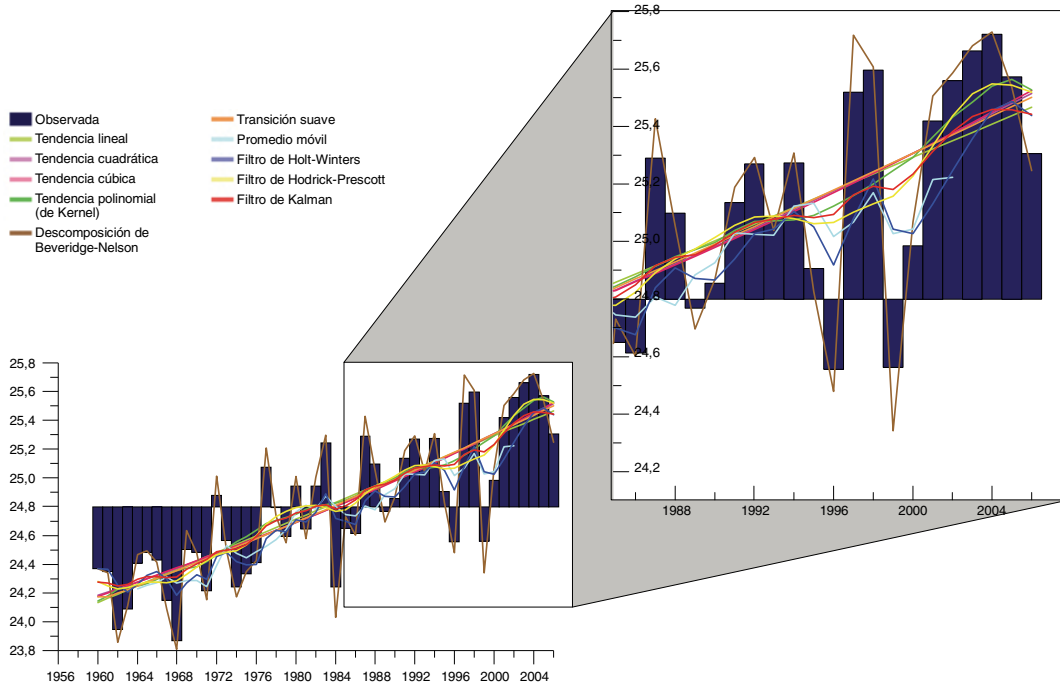 Observada
Tendencia lineal
Tendencia cuadrática
Tendencia cúbica
Tendencia polinomial
(de Kernel)
Descomposición de
Beveridge-Nelson
Transición suave
Promedio móvil
Filtro de Holt-Winters
Filtro de Hodrick-Prescott
Filtro de Kalman
25,8
25,6
25,4
25,2
25,0
24,8
24,6
24,4
24,2
1988 1992 1996 2000 2004
25,8
25,6
25,4
25,2
25,0
24,8
24,6
24,4
24,2
24,0
23,8
1956 1960 1964 1968 1972 1976 1980 1984 1988 1992 1996 2000 2004